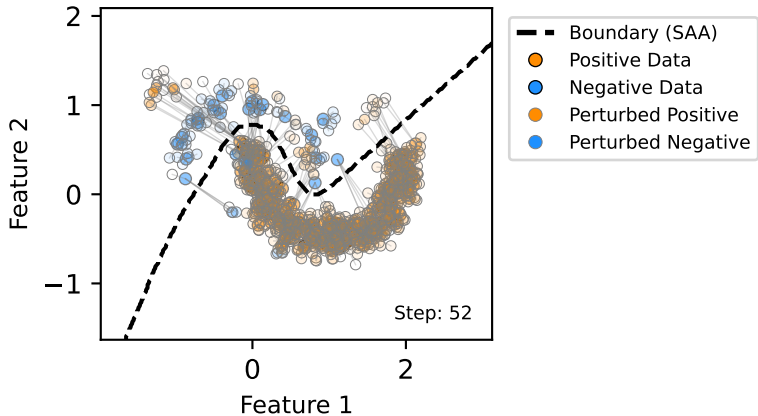 2
1
0
−1
Feature 2
0
2
Feature 1
Step: 52
Boundary (SAA)
Positive Data
Negative Data
Perturbed Positive
Perturbed Negative